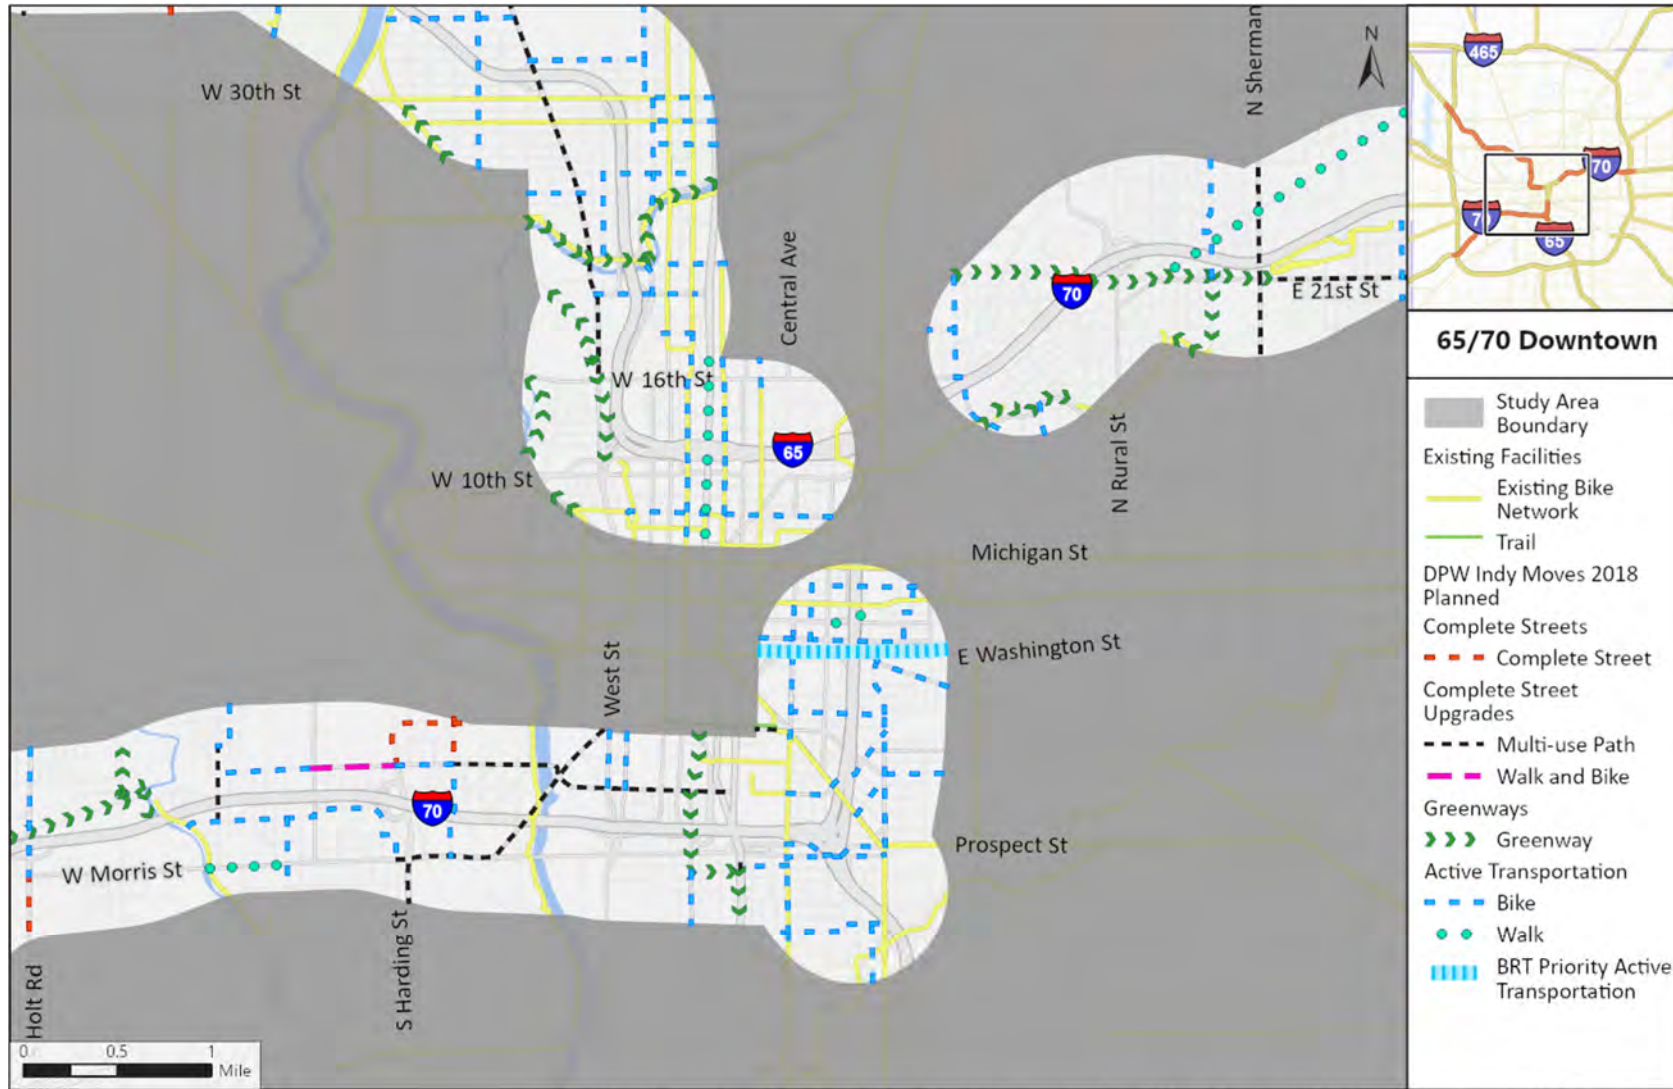 W 30th St
N Sherman
N
Central Ave
70
E 21st St
W 16th St
65
W 10th St
N Rural St
Michigan St
E Washington St
West St
70
Prospect St
W Morris St
S Harding St
Holt Rd
0 0.5 1
Mile
465
70
65
65/70 Downtown
Study Area
Boundary
Existing Facilities
Existing Bike
Network
Trail
DPW Indy Moves 2018
Planned
Complete Streets
Complete Street
Complete Street
Upgrades
Multi-use Path
Walk and Bike
Greenways
Greenway
Active Transportation
Bike
Walk
BRT Priority Active
Transportation